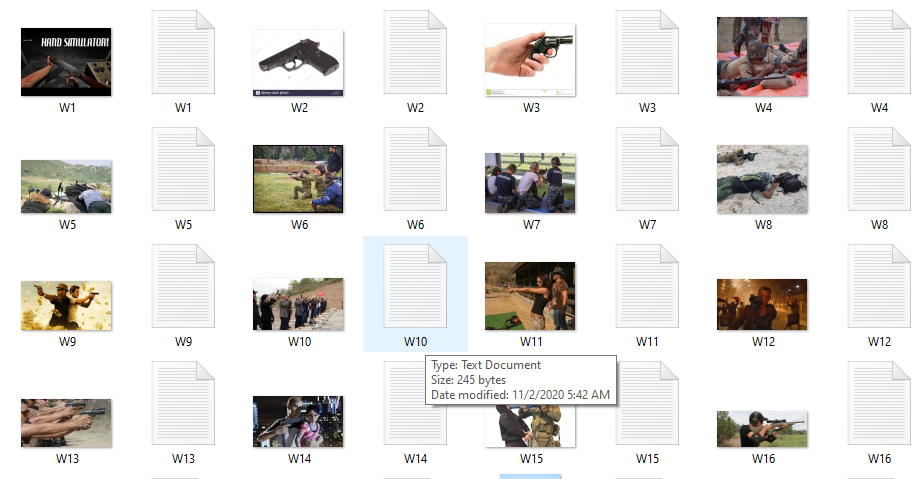 HAND SIMULATOR!
W1
W1
W2
W2
W3
W3
W4
W4
W5
W5
W6
W6
W7
W7
W8
W8
W9
W9
W10
W10
W11
W11
W12
W12
Type: Text Document
Size: 245 bytes
Date modified: 11/2/2020 5:42 AM
W13
W13
W14
W14
W15
W15
W16
W16